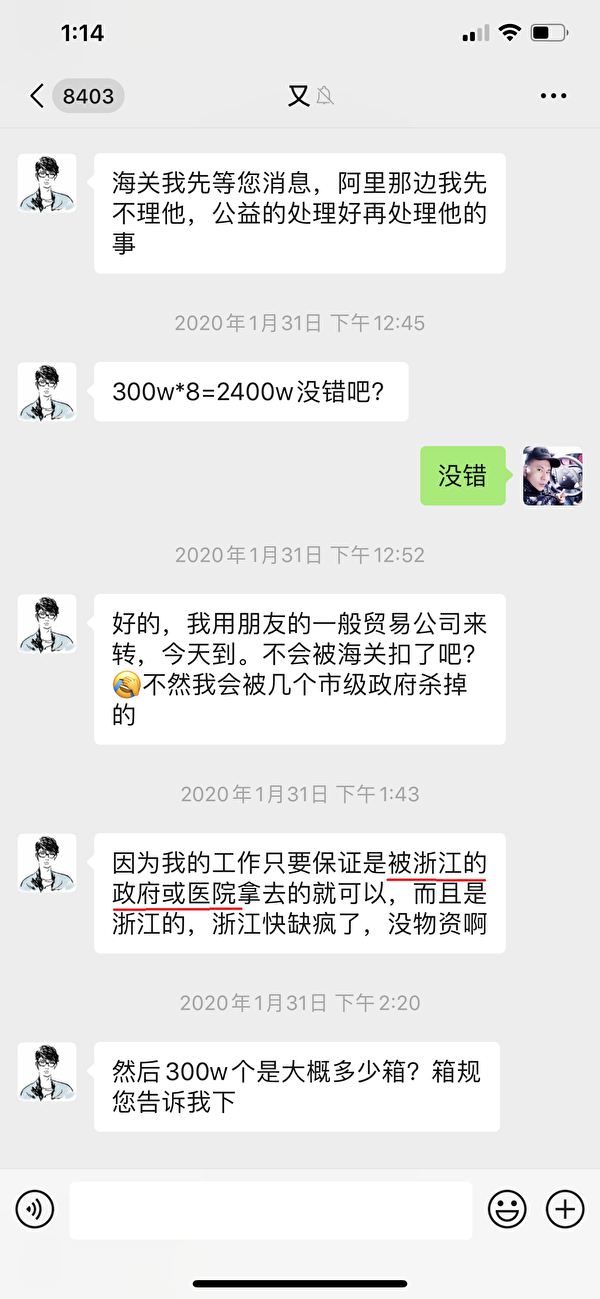 1:14
8403
又
海关我先等您消息，阿里那边我先
不理他，公益的处理好再处理他的
事
2020年1月31日 下午12:45
300w*8=2400w没错吧？
没错
2020年1月31日 下午12:52
好的，我用朋友的一般贸易公司来
转，今天到。不会被海关扣了吧？
🤣不然我会被几个市级政府杀掉
的
2020年1月31日 下午1:43
因为我的工作只要保证是被浙江的
政府或医院拿去的就可以，而且是
浙江的，浙江快缺疯了，没物资啊
2020年1月31日 下午2:20
然后300w个是大概多少箱？箱规
您告诉我下